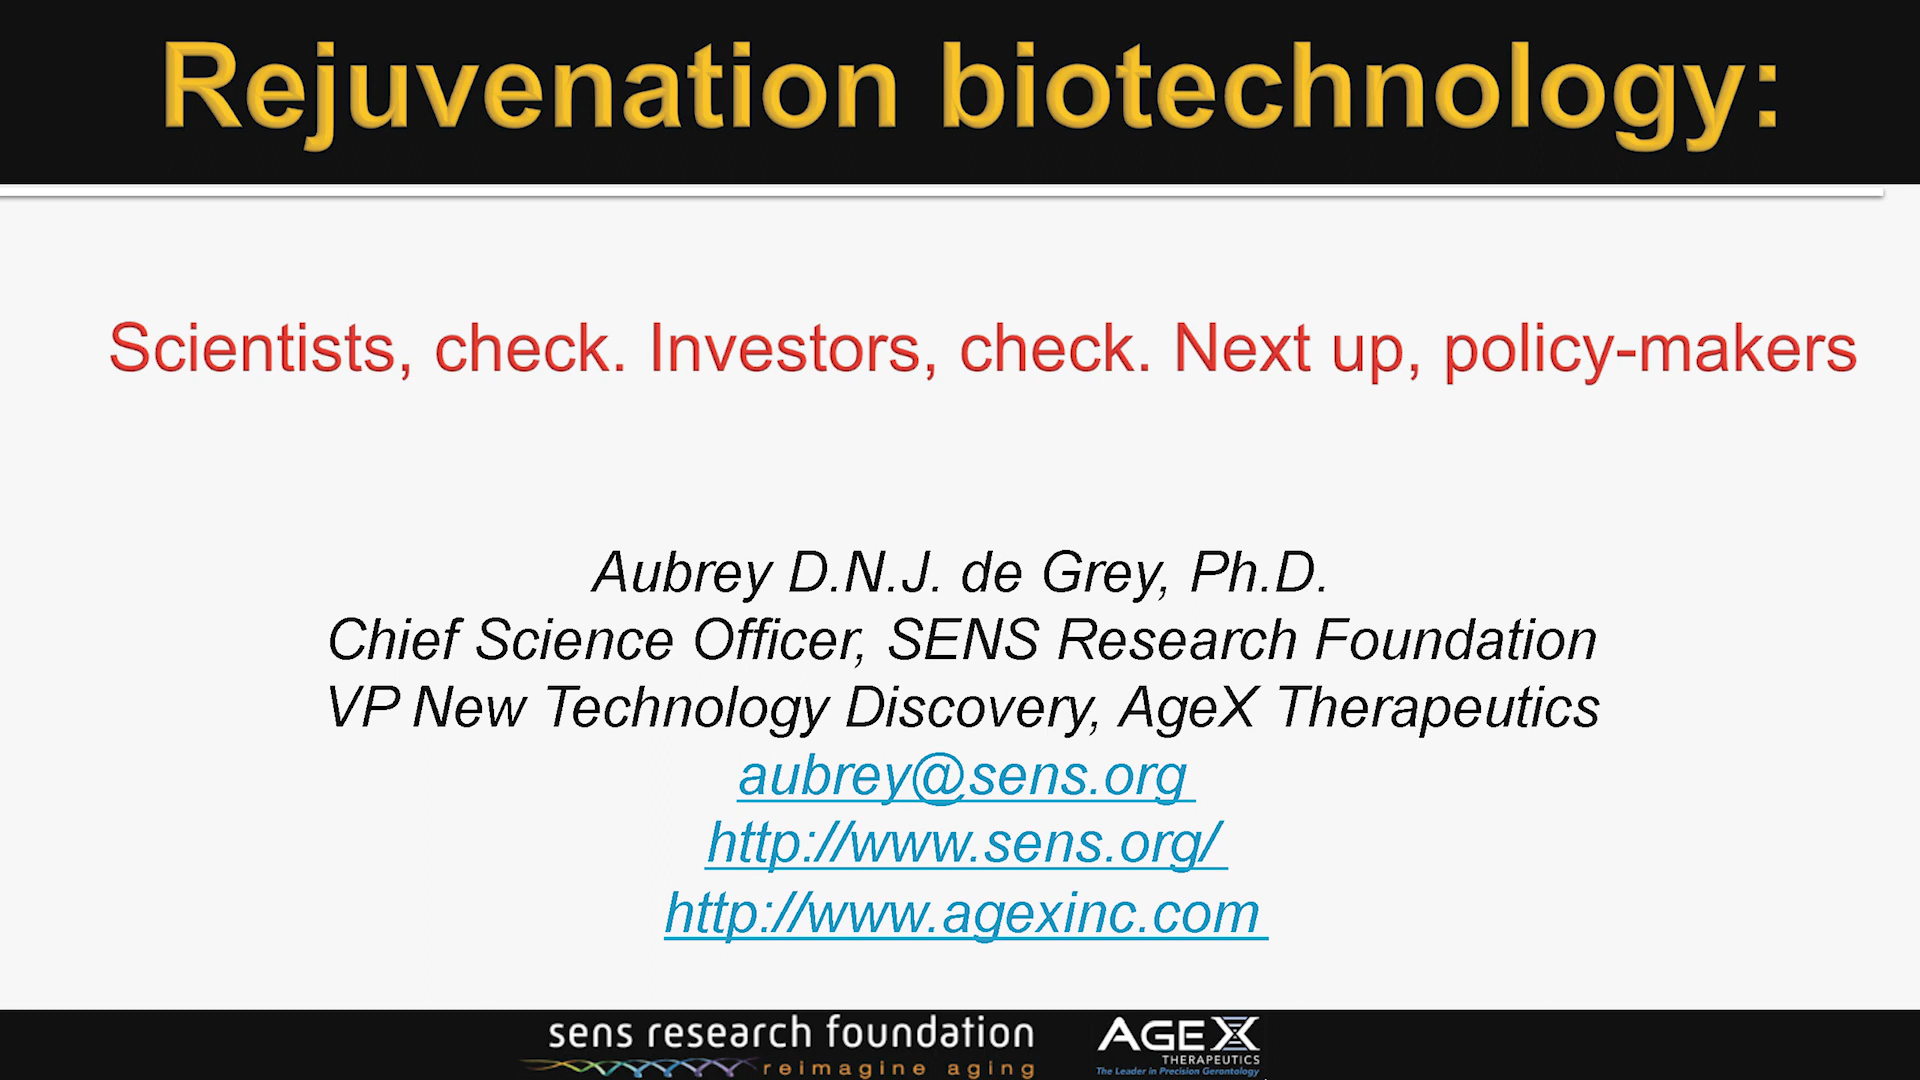 Rejuvenation biotechnology:
Scientists, check. Investors, check. Next up, policy-makers
Aubrey D.N.J. de Grey, Ph.D.
Chief Science Officer, SENS Research Foundation
VP New Technology Discovery, AgeX Therapeutics
aubrey@sens.org
http://www.sens.org/
http://www.agexinc.com
sens research foundation
reimagine aging
AGEX
THERAPEUTICS
The Leader in Precision Gerontology